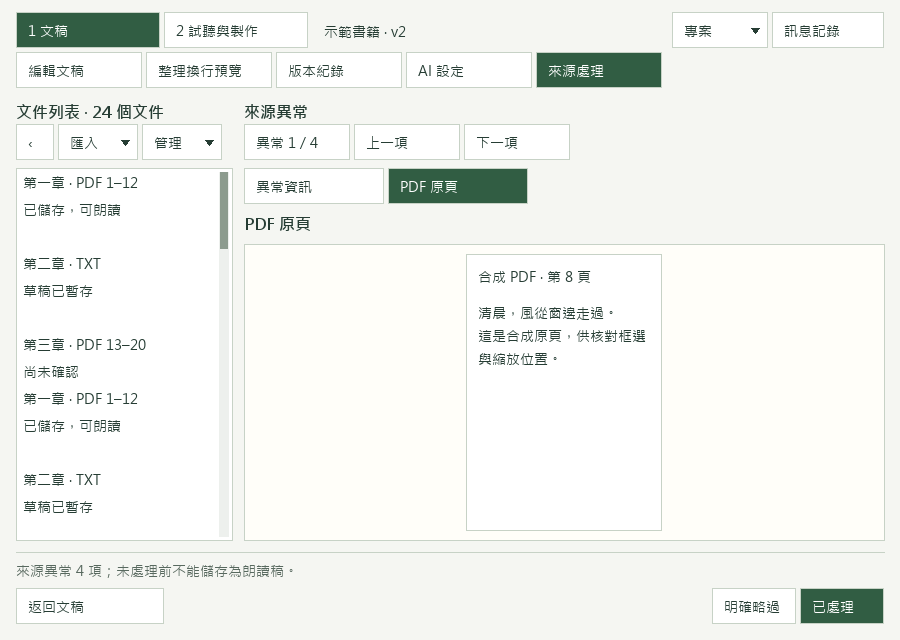 1 文稿
2 試聽與製作
示範書籍 · v2
專案
訊息記錄
編輯文稿
整理換行預覽
版本紀錄
AI 設定
來源處理
文件列表 · 24 個文件
‹
匯入
管理
第一章 · PDF 1–12
已儲存，可朗讀
第二章 · TXT
草稿已暫存
第三章 · PDF 13–20
尚未確認
第一章 · PDF 1–12
已儲存，可朗讀
第二章 · TXT
草稿已暫存
來源異常
異常 1 / 4
上一項
下一項
異常資訊
PDF 原頁
PDF 原頁
合成 PDF · 第 8 頁
清晨，風從窗邊走過。
這是合成原頁，供核對框選
與縮放位置。
來源異常 4 項；未處理前不能儲存為朗讀稿。
返回文稿
明確略過
已處理